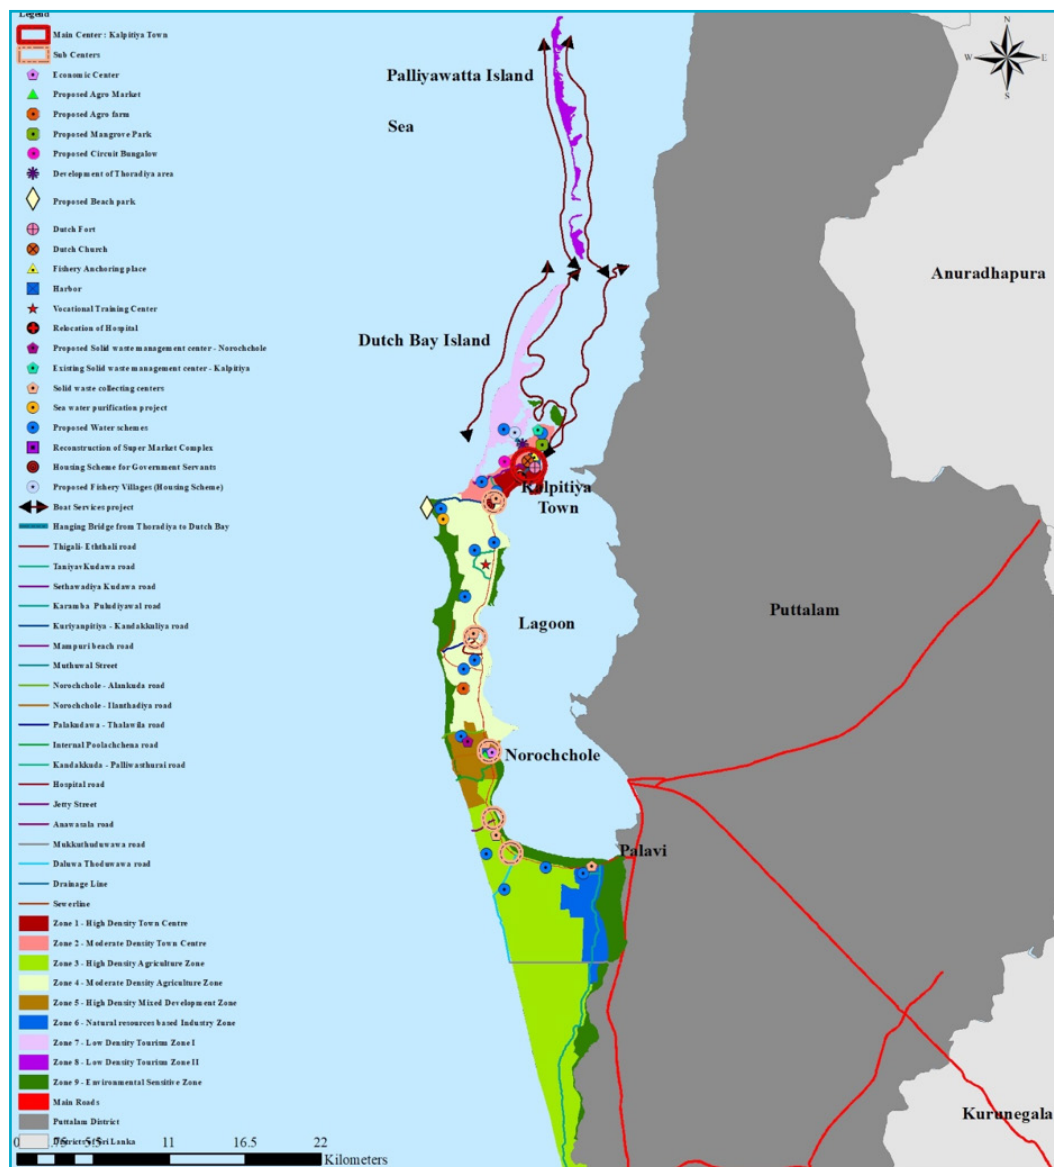 Legend
Main Center : Kalpitiya Town
Sub Centers
Economic Center
Proposed Agro Market
Proposed Agro farm
Proposed Mangrove Park
Proposed Circuit Bungalow
Development of Thoradiya area
Proposed Beach park
Dutch Fort
Dutch Church
Fishery Anchoring place
Harbor
Vocational Training Center
Relocation of Hospital
Proposed Solid waste management center - Norochchole
Existing Solid waste management center - Kalpitiya
Solid waste collecting centers
Sea water purification project
Proposed Water schemes
Reconstruction of Super Market Complex
Housing Scheme for Government Servants
Proposed Fishery Villages (Housing Scheme)
Boat Services project
Hanging Bridge from Thoradiya to Dutch Bay
Thigali- Eththali road
TaniyavKudawa road
Sethawadiya Kudawa road
Karamba Puludiyawal road
Kuriyanpitiya - Kandakkuliya road
Mampuri beach road
Muthuwal Street
Norochchole - Alankuda road
Norochchole - Ilanthadiya road
Palakudawa - Thalawila road
Internal Poolachchena road
Kandakkuda - Palliwasthurai road
Hospital road
Jetty Street
Anawasala road
Mukkuthuduwawa road
Daluwa Thoduwawa road
Drainage Line
Sewerline
Zone 1 - High Density Town Centre
Zone 2 - Moderate Density Town Centre
Zone 3 - High Density Agriculture Zone
Zone 4 - Moderate Density Agriculture Zone
Zone 5 - High Density Mixed Development Zone
Zone 6 - Natural resources based Industry Zone
Zone 7 - Low Density Tourism Zone I
Zone 8 - Low Density Tourism Zone II
Zone 9 - Environmental Sensitive Zone
Main Roads
Puttalam District
Sri Lanka
0 5.5 11 16.5 22
Kilometers
Palliyawatta Island
Sea
N
W E
S
Anuradhapura
Dutch Bay Island
Kalpitiya
Town
Puttalam
Lagoon
Norochchole
Palavi
Kurunegala